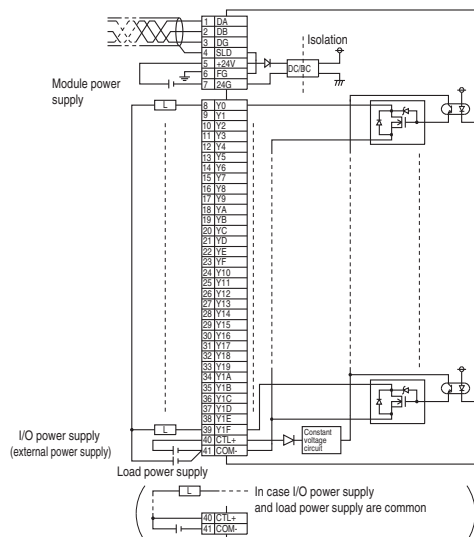 1 DA
2 DB
3 DG
4 SLD
5 +24V
6 FG
7 24G
Isolation
DC/DC
Module power
supply
L
8 Y0
9 Y1
10 Y2
11 Y3
12 Y4
13 Y5
14 Y6
15 Y7
16 Y8
17 Y9
18 YA
19 YB
20 YC
21 YD
22 YE
23 YF
24 Y10
25 Y11
26 Y12
27 Y13
28 Y14
29 Y15
30 Y16
31 Y17
32 Y18
33 Y19
34 Y1A
35 Y1B
36 Y1C
37 Y1D
38 Y1E
39 Y1F
40 CTL+
41 COM-
L
I/O power supply
(external power supply)
Constant
voltage
circuit
Load power supply
L
In case I/O power supply
and load power supply are common
40 CTL+
41 COM-